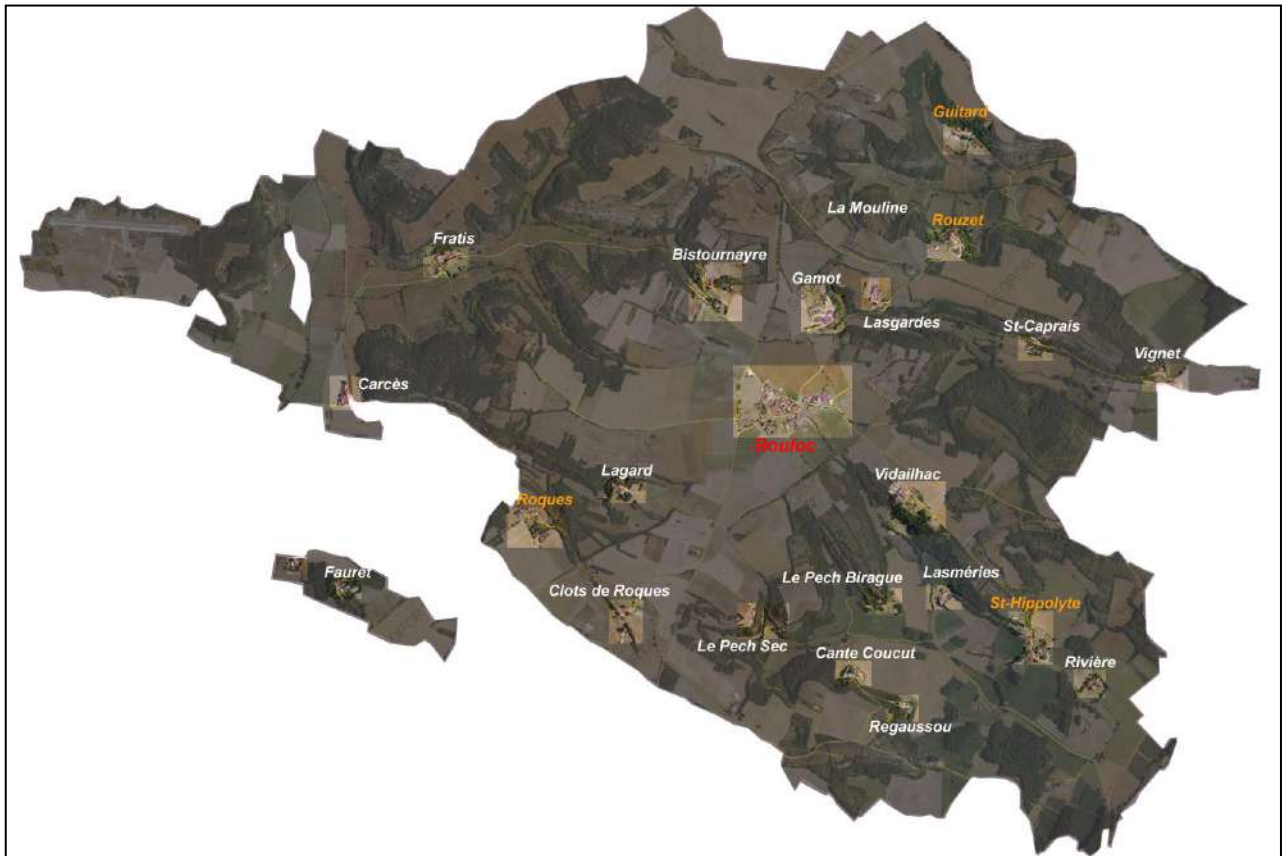 Guitard
La Mouline
Rouzet
Fratis
Bistournayre
Gamot
Lasgardes
St-Caprais
Vignet
Carcès
Bouloc
Lagard
Vidailhac
Roques
Fauret
Clots de Roques
Le Pech Birague
Lasméries
St-Hippolyte
Le Pech Sec
Cante Coucut
Rivière
Regaussou